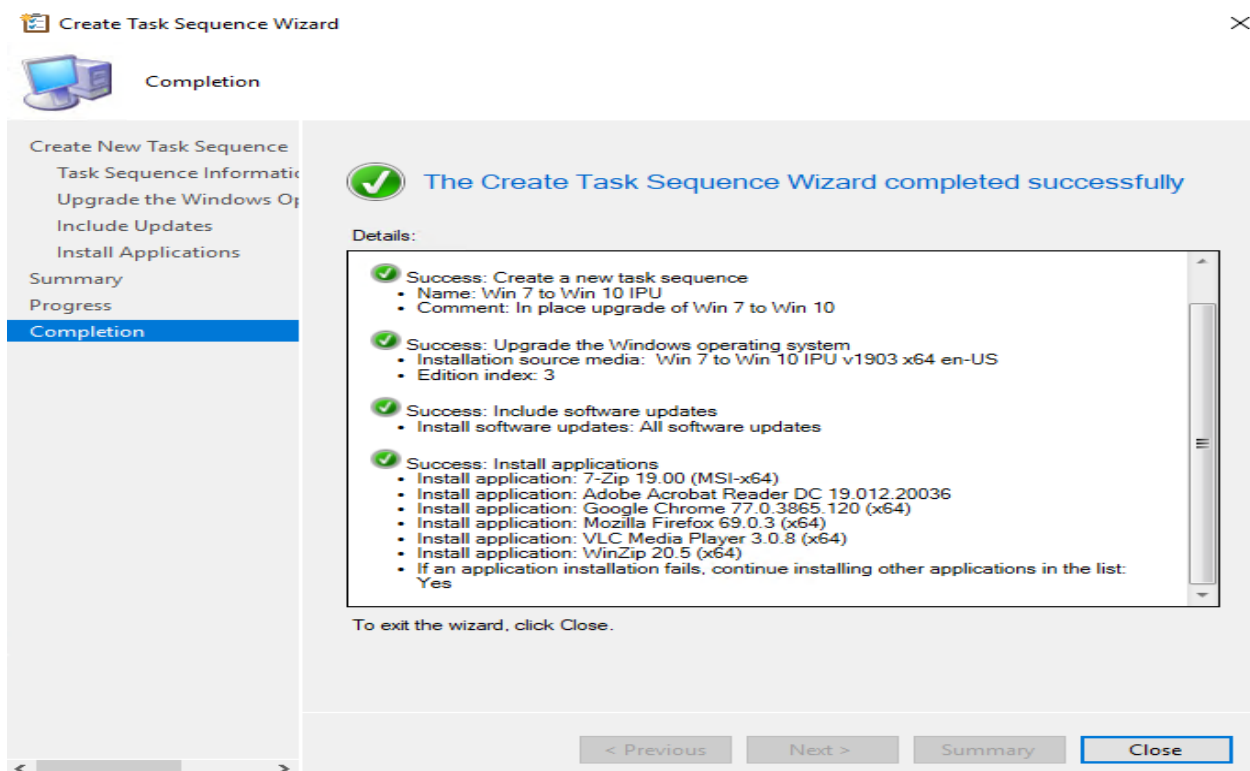 Create Task Sequence Wizard
Completion
Create New Task Sequence
Task Sequence Informatic
Upgrade the Windows Op
Include Updates
Install Applications
Summary
Progress
Completion
The Create Task Sequence Wizard completed successfully
Details:
Success: Create a new task sequence
• Name: Win 7 to Win 10 IPU
• Comment: In place upgrade of Win 7 to Win 10
Success: Upgrade the Windows operating system
• Installation source media: Win 7 to Win 10 IPU v1903 x64 en-US
• Edition index: 3
Success: Include software updates
• Install software updates: All software updates
Success: Install applications
• Install application: 7-Zip 19.00 (MSI-x64)
• Install application: Adobe Acrobat Reader DC 19.012.20036
• Install application: Google Chrome 77.0.3865.120 (x64)
• Install application: Mozilla Firefox 69.0.3 (x64)
• Install application: VLC Media Player 3.0.8 (x64)
• Install application: WinZip 20.5 (x64)
• If an application installation fails, continue installing other applications in the list:
Yes
To exit the wizard, click Close.
< Previous
Next >
Summary
Close